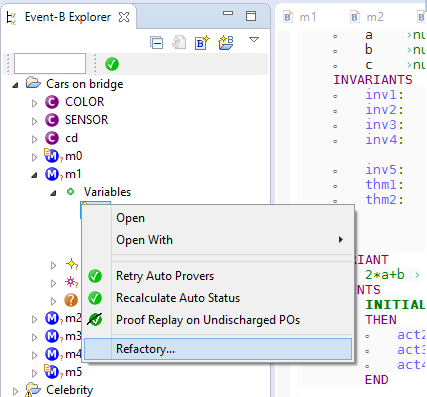 Event-B Explorer
Cars on bridge
COLOR
SENSOR
cd
m0
m1
Variables
Open
Open With
Retry Auto Provers
Recalculate Auto Status
Proof Replay on Undischarged POs
Refactory...
m2
m3
m4
m5
Celebrity
m1 m2
a ›nu
b ›nu
c ›nu
INVARIANTS
inv1:
inv2:
inv3:
inv4:
inv5:
thm1:
thm2:
IANT
2*a+b ›
NTS
INITIAL
THEN
act2
act3
act4
END